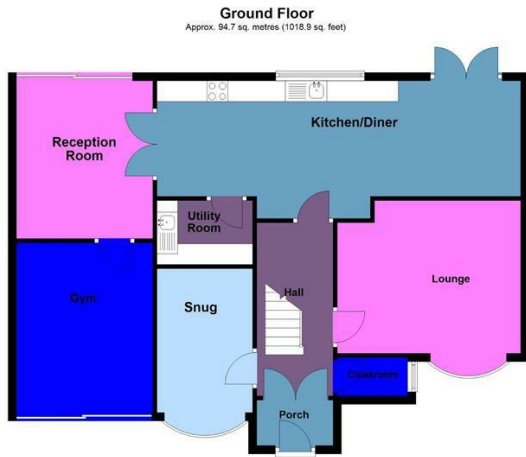 Ground Floor
Approx. 94.7 sq. metres (1018.9 sq. feet)
Kitchen/Diner
Reception
Room
Utility
Room
Lounge
Hall
Gym
Snug
Cloakroom
Porch